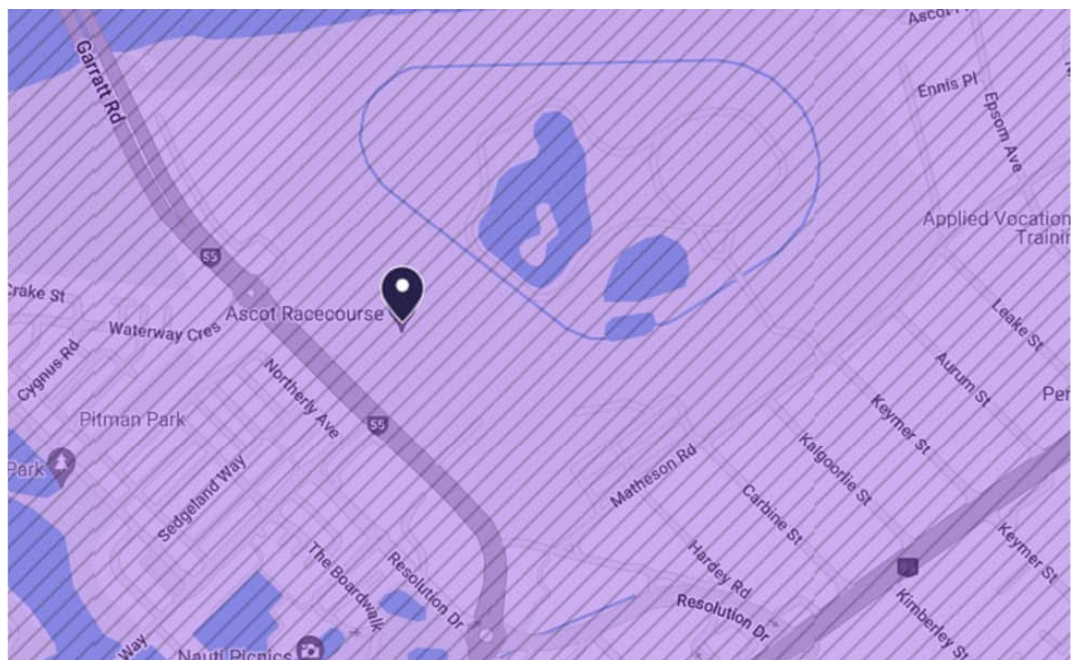 Ascot
Garratt Rd
Ennis Pl
Epsom Ave
Applied Vocation
Trainin
55
Crake St
Ascot Racecourse
Waterway Cres
Leake St
Cygnus Rd
Northerly Ave
Aurum St
Per
Pitman Park
Keymer St
55
Kalgoorlie St
Park
Matheson Rd
Sedgeland Way
Carbine St
Keymer St
The Boardwalk
Resolution Dr
Hardey Rd
Resolution Dr
Kimberley St
Way
Nauti Picnics